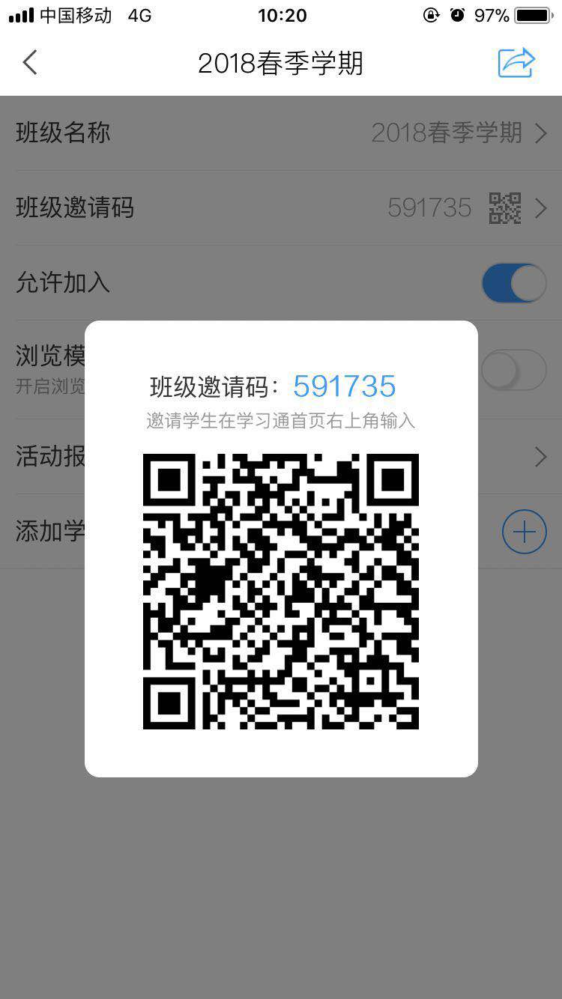 中国移动 4G 10:20 97%
2018春季学期
班级名称 2018春季学期
班级邀请码 591735
允许加入
浏览模
开启浏览
班级邀请码：591735
邀请学生在学习通首页右上角输入
活动报
添加学